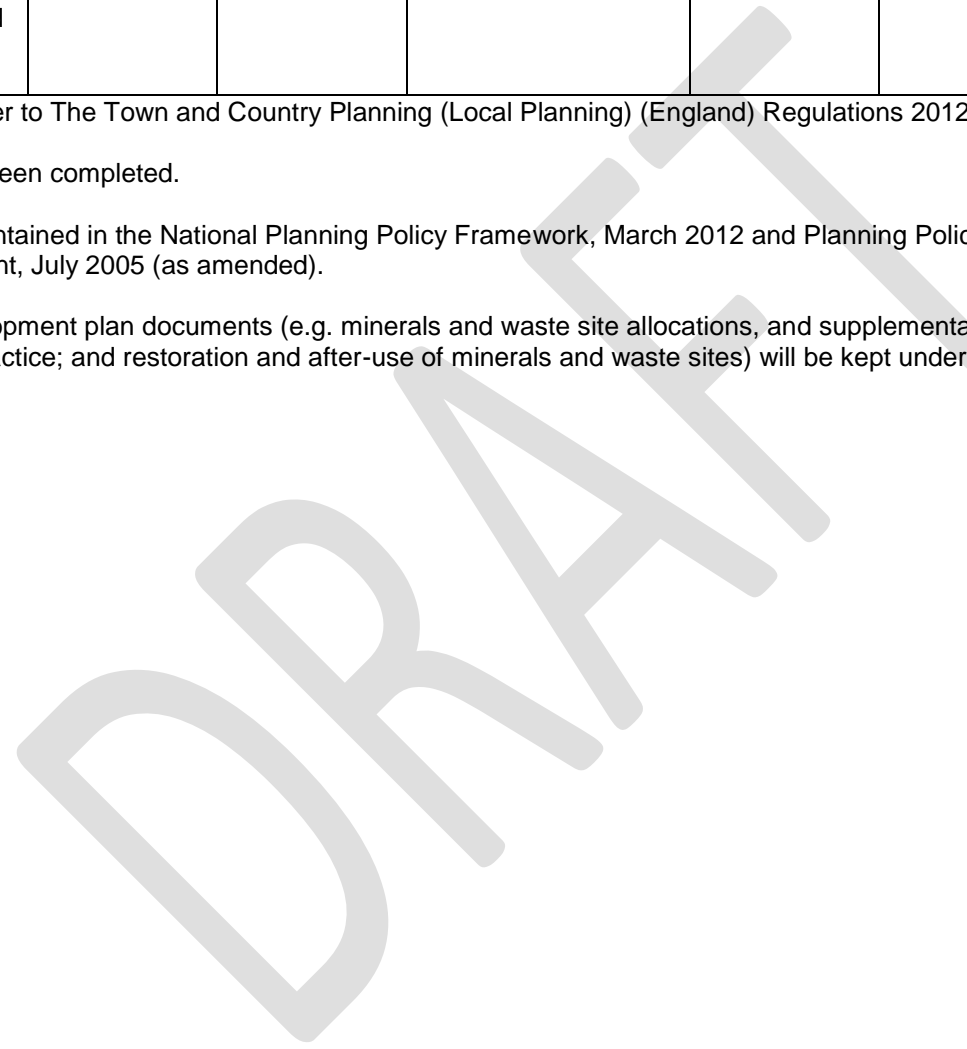 er to The Town and Country Planning (Local Planning) (England) Regulations 2012
een completed.
ntained in the National Planning Policy Framework, March 2012 and Planning Polic
nt, July 2005 (as amended).
opment plan documents (e.g. minerals and waste site allocations, and supplementa
actice; and restoration and after-use of minerals and waste sites) will be kept under
DRAFT